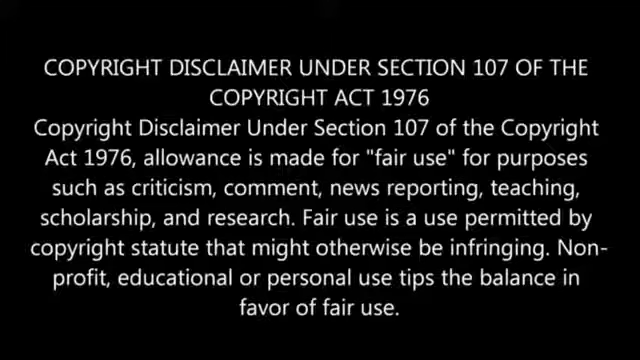 COPYRIGHT DISCLAIMER UNDER SECTION 107 OF THE
COPYRIGHT ACT 1976
Copyright Disclaimer Under Section 107 of the Copyright
Act 1976, allowance is made for "fair use" for purposes
such as criticism, comment, news reporting, teaching,
scholarship, and research. Fair use is a use permitted by
copyright statute that might otherwise be infringing. Non-
profit, educational or personal use tips the balance in
favor of fair use.